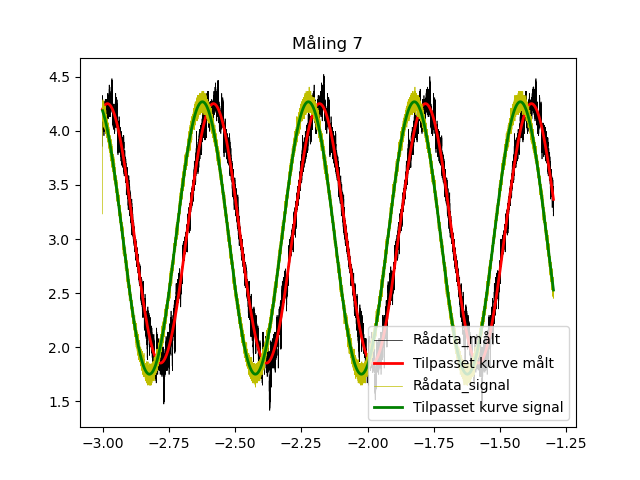 Måling 7
4.5
4.0
3.5
3.0
2.5
2.0
1.5
Rådata_målt
Tilpasset kurve målt
Rådata_signal
Tilpasset kurve signal
−3.00 −2.75 −2.50 −2.25 −2.00 −1.75 −1.50 −1.25